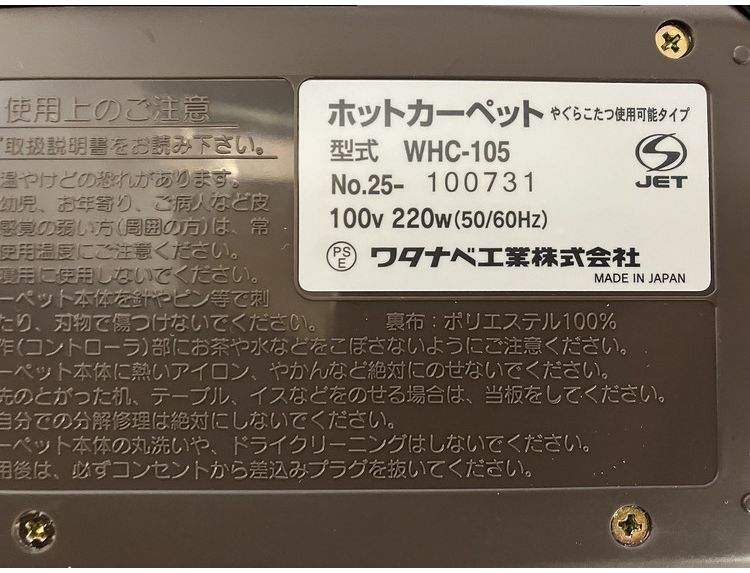 使用上のご注意
取扱説明書をお読み下さい。
温やけどの恐れがあります。
幼児、お年寄り、ご病人など皮
感覚の弱い方(周囲の方)は、常
使用温度にご注意ください。
寝用に使用しないでください。
ーペット本体を針やピン等で刺
たり、刃物で傷つけないでください。
裏布：ポリエステル100%
作(コントローラ)部にお茶や水などをこぼさないようにご注意ください。
ーペット本体に熱いアイロン、やかんなど絶対にのせないでください。
先のとがった机、テーブル、イスなどをのせる場合は、当板をしてください。
自分での分解修理は絶対にしないでください。
ーペット本体の丸洗いや、ドライクリーニングはしないでください。
用後は、必ずコンセントから差込みプラグを抜いてください。
ホットカーペット やぐらこたつ使用可能タイプ
型式 WHC-105
No.25- 100731
JET
100v 220w(50/60Hz)
PS
E
ワタナベ工業株式会社
MADE IN JAPAN